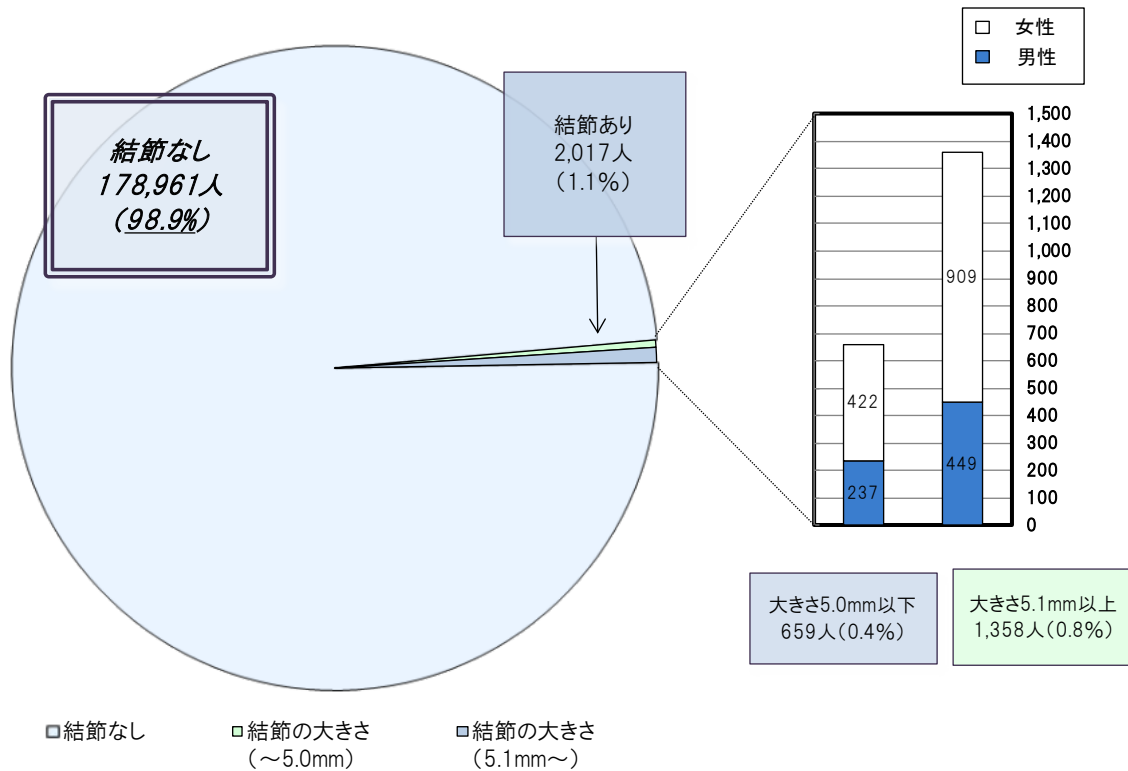 □ 女性
■ 男性
結節なし
178,961人
(98.9%)
結節あり
2,017人
(1.1%)
1,500
1,400
1,300
1,200
1,100
1,000
900
800
700
600
500
400
300
200
100
0
909
422
449
237
大きさ5.0mm以下
659人(0.4%)
大きさ5.1mm以上
1,358人(0.8%)
結節なし
結節の大きさ
(～5.0mm)
結節の大きさ
(5.1mm～)